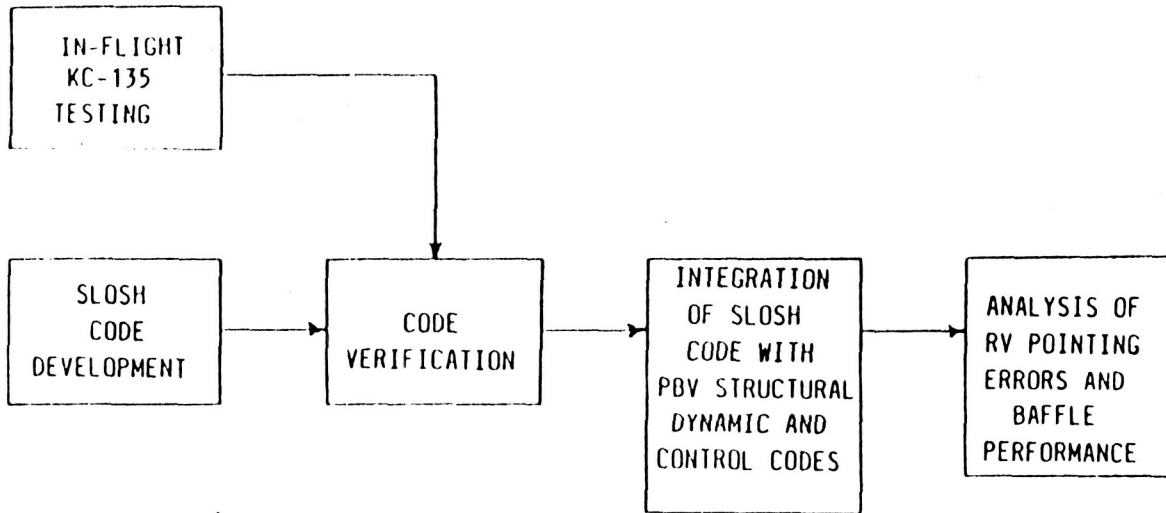 IN-FLIGHT
KC-135
TESTING
SLOSH
CODE
DEVELOPMENT
CODE
VERIFICATION
INTEGRATION
OF SLOSH
CODE WITH
PBV STRUCTURAL
DYNAMIC AND
CONTROL CODES
ANALYSIS OF
RV POINTING
ERRORS AND
BAFFLE
PERFORMANCE